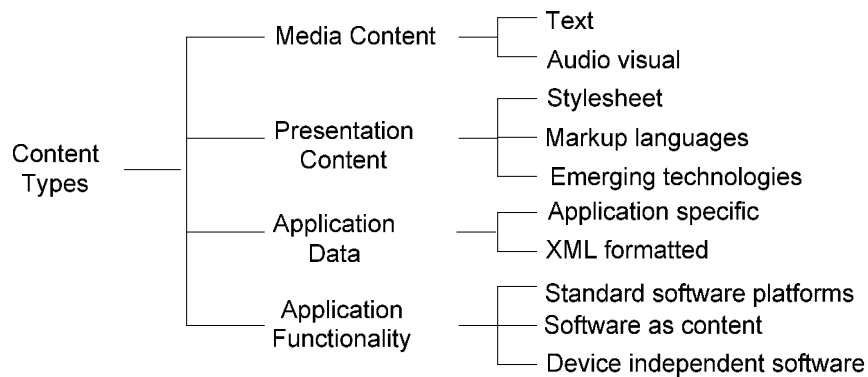 Content
Types
Media Content
Text
Audio visual
Presentation
Content
Stylesheet
Markup languages
Emerging technologies
Application
Data
Application specific
XML formatted
Application
Functionality
Standard software platforms
Software as content
Device independent software